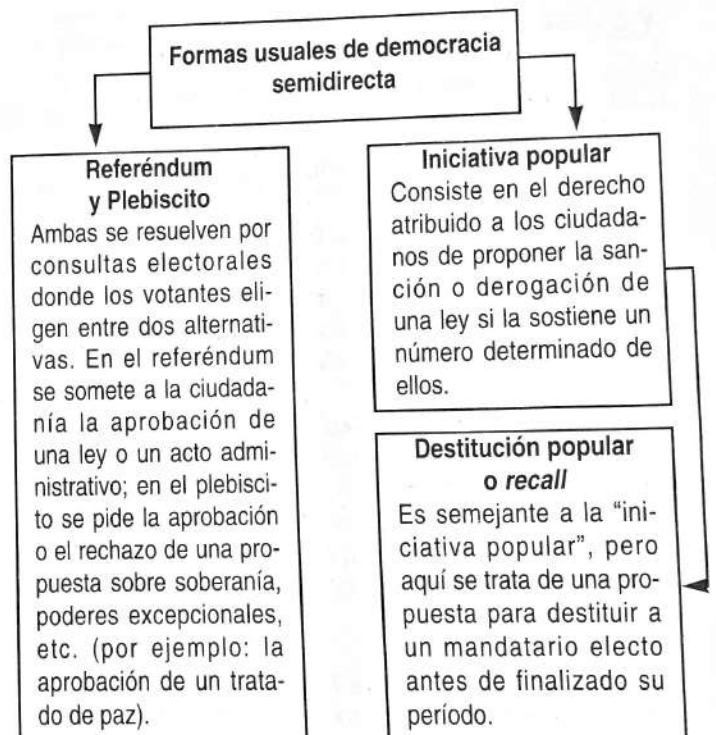 Formas usuales de democracia
semidirecta
Referéndum
y Plebiscito
Ambas se resuelven por
consultas electorales
donde los votantes eli-
gen entre dos alternati-
vas. En el referéndum
se somete a la ciudada-
nía la aprobación de
una ley o un acto admi-
nistrativo; en el plebisci-
to se pide la aprobación
o el rechazo de una pro-
puesta sobre soberanía,
poderes excepcionales,
etc. (por ejemplo: la
aprobación de un trata-
do de paz).
Iniciativa popular
Consiste en el derecho
atribuido a los ciudada-
nos de proponer la san-
ción o derogación de
una ley si la sostiene un
número determinado de
ellos.
Destitución popular
o recall
Es semejante a la “ini-
ciativa popular”, pero
aquí se trata de una pro-
puesta para destituir a
un mandatario electo
antes de finalizado su
período.